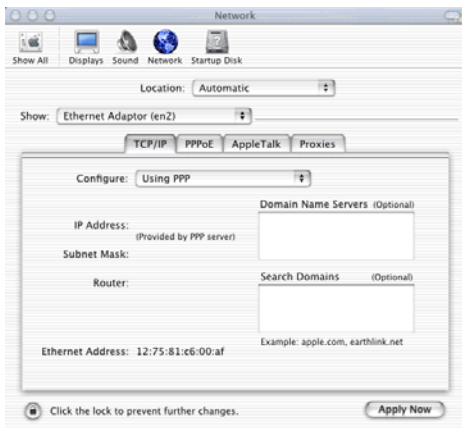 Network
Show All Displays Sound Network Startup Disk
Location: Automatic
Show: Ethernet Adaptor (en2)
TCP/IP PPPoE AppleTalk Proxies
Configure: Using PPP
Domain Name Servers (Optional)
IP Address:
(Provided by PPP server)
Subnet Mask:
Router:
Search Domains (Optional)
Example: apple.com, earthlink.net
Ethernet Address: 12:75:81:c6:00:af
Click the lock to prevent further changes.
Apply Now